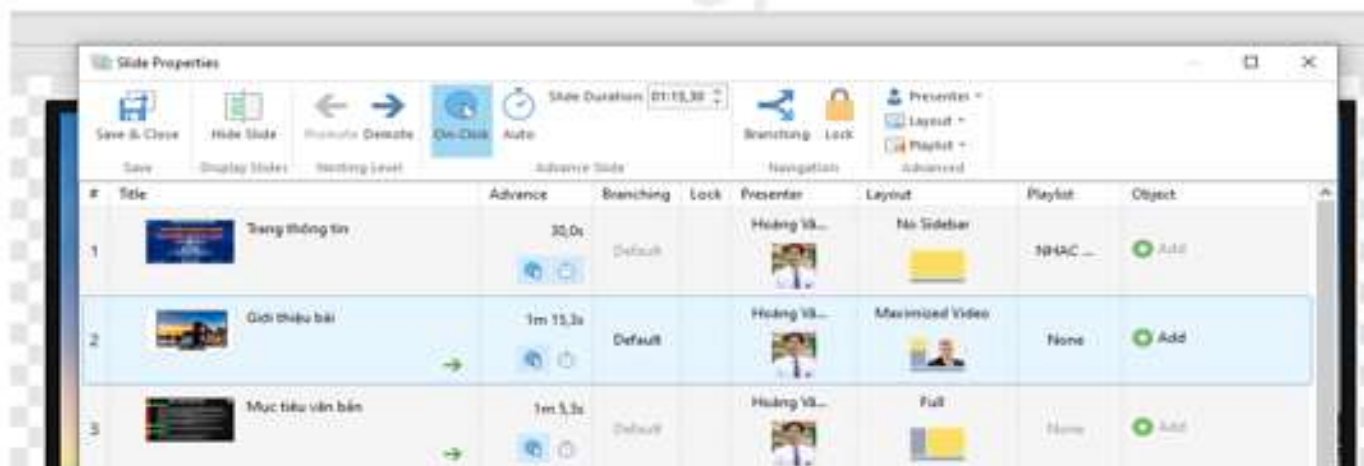 Slide Properties
Save & Close
Hide Slide
Promote Demote
On-Click
Auto
Slide Duration: 01:15,30
Branching Lock
Presenter
Layout
Playlist
Save
Display Slides
Nesting Level
Advance Slide
Navigation
Advanced
# Title Advance Branching Lock Presenter Layout Playlist Object
1 Trang thông tin 30,0s Default Hoàng Vă... No Sidebar NHAC ... Add
2 Giới thiệu bài 1m 15,3s Default Hoàng Vă... Maximized Video None Add
3 Mục tiêu văn bản 1m 5,3s Default Hoàng Vă... Full None Add